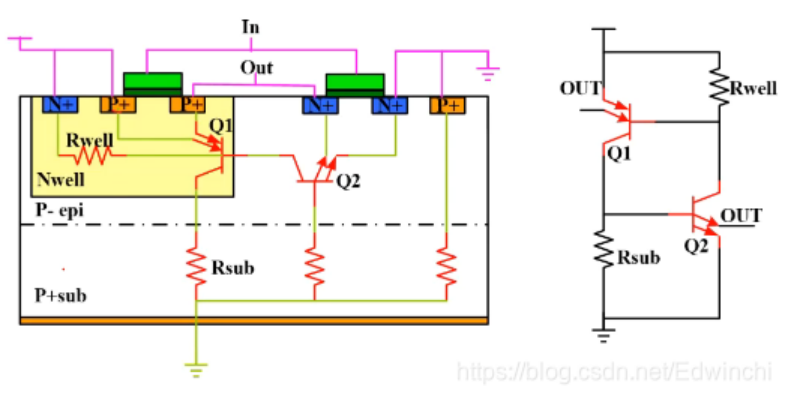 In
Out
N+ P+ P+ N+ N+ P+
Q1
Rwell
Nwell
Q2
P- epi
Rsub
P+sub
OUT
Rwell
Q1
OUT
Q2
Rsub
https://blog.csdn.net/Edwinchi